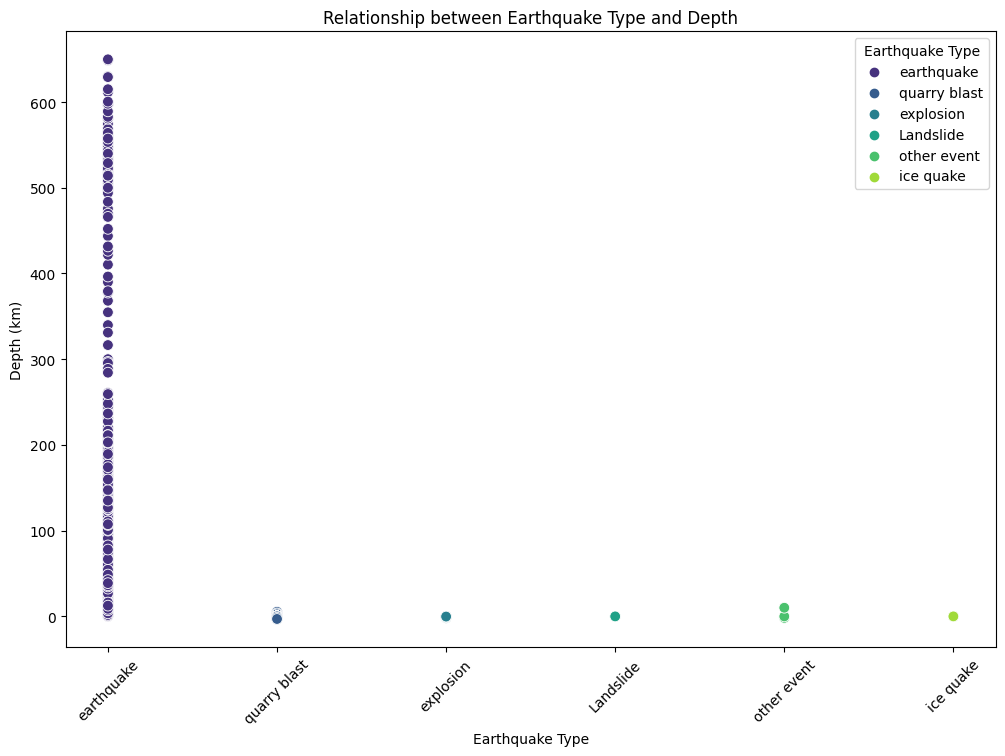 Relationship between Earthquake Type and Depth
Earthquake Type
earthquake
quarry blast
explosion
Landslide
other event
ice quake
Depth (km)
600
500
400
300
200
100
0
earthquake
quarry blast
explosion
Landslide
other event
ice quake
Earthquake Type